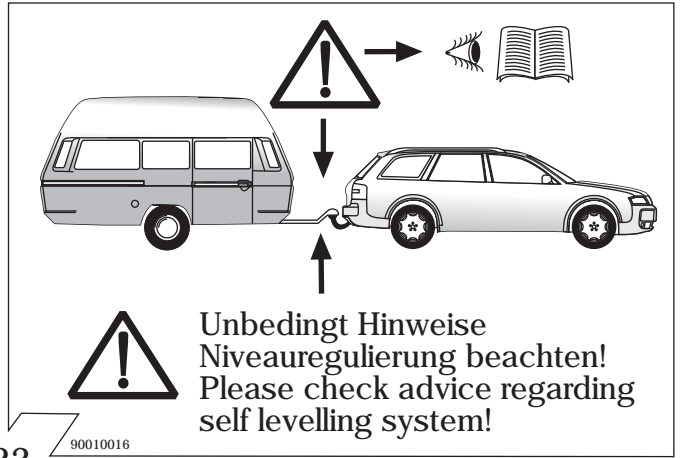 Unbedingt Hinweise
Niveauregulierung beachten!
Please check advice regarding
self levelling system!
90010016